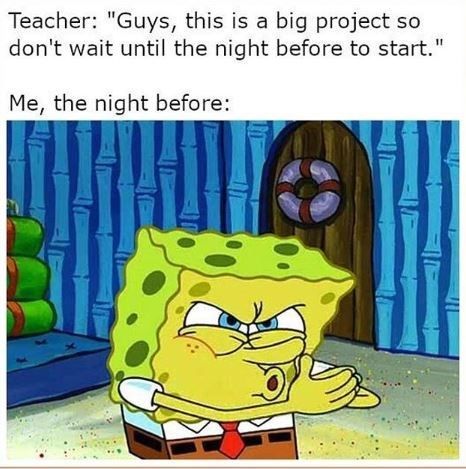 Teacher: "Guys, this is a big project so
don't wait until the night before to start."
Me, the night before: